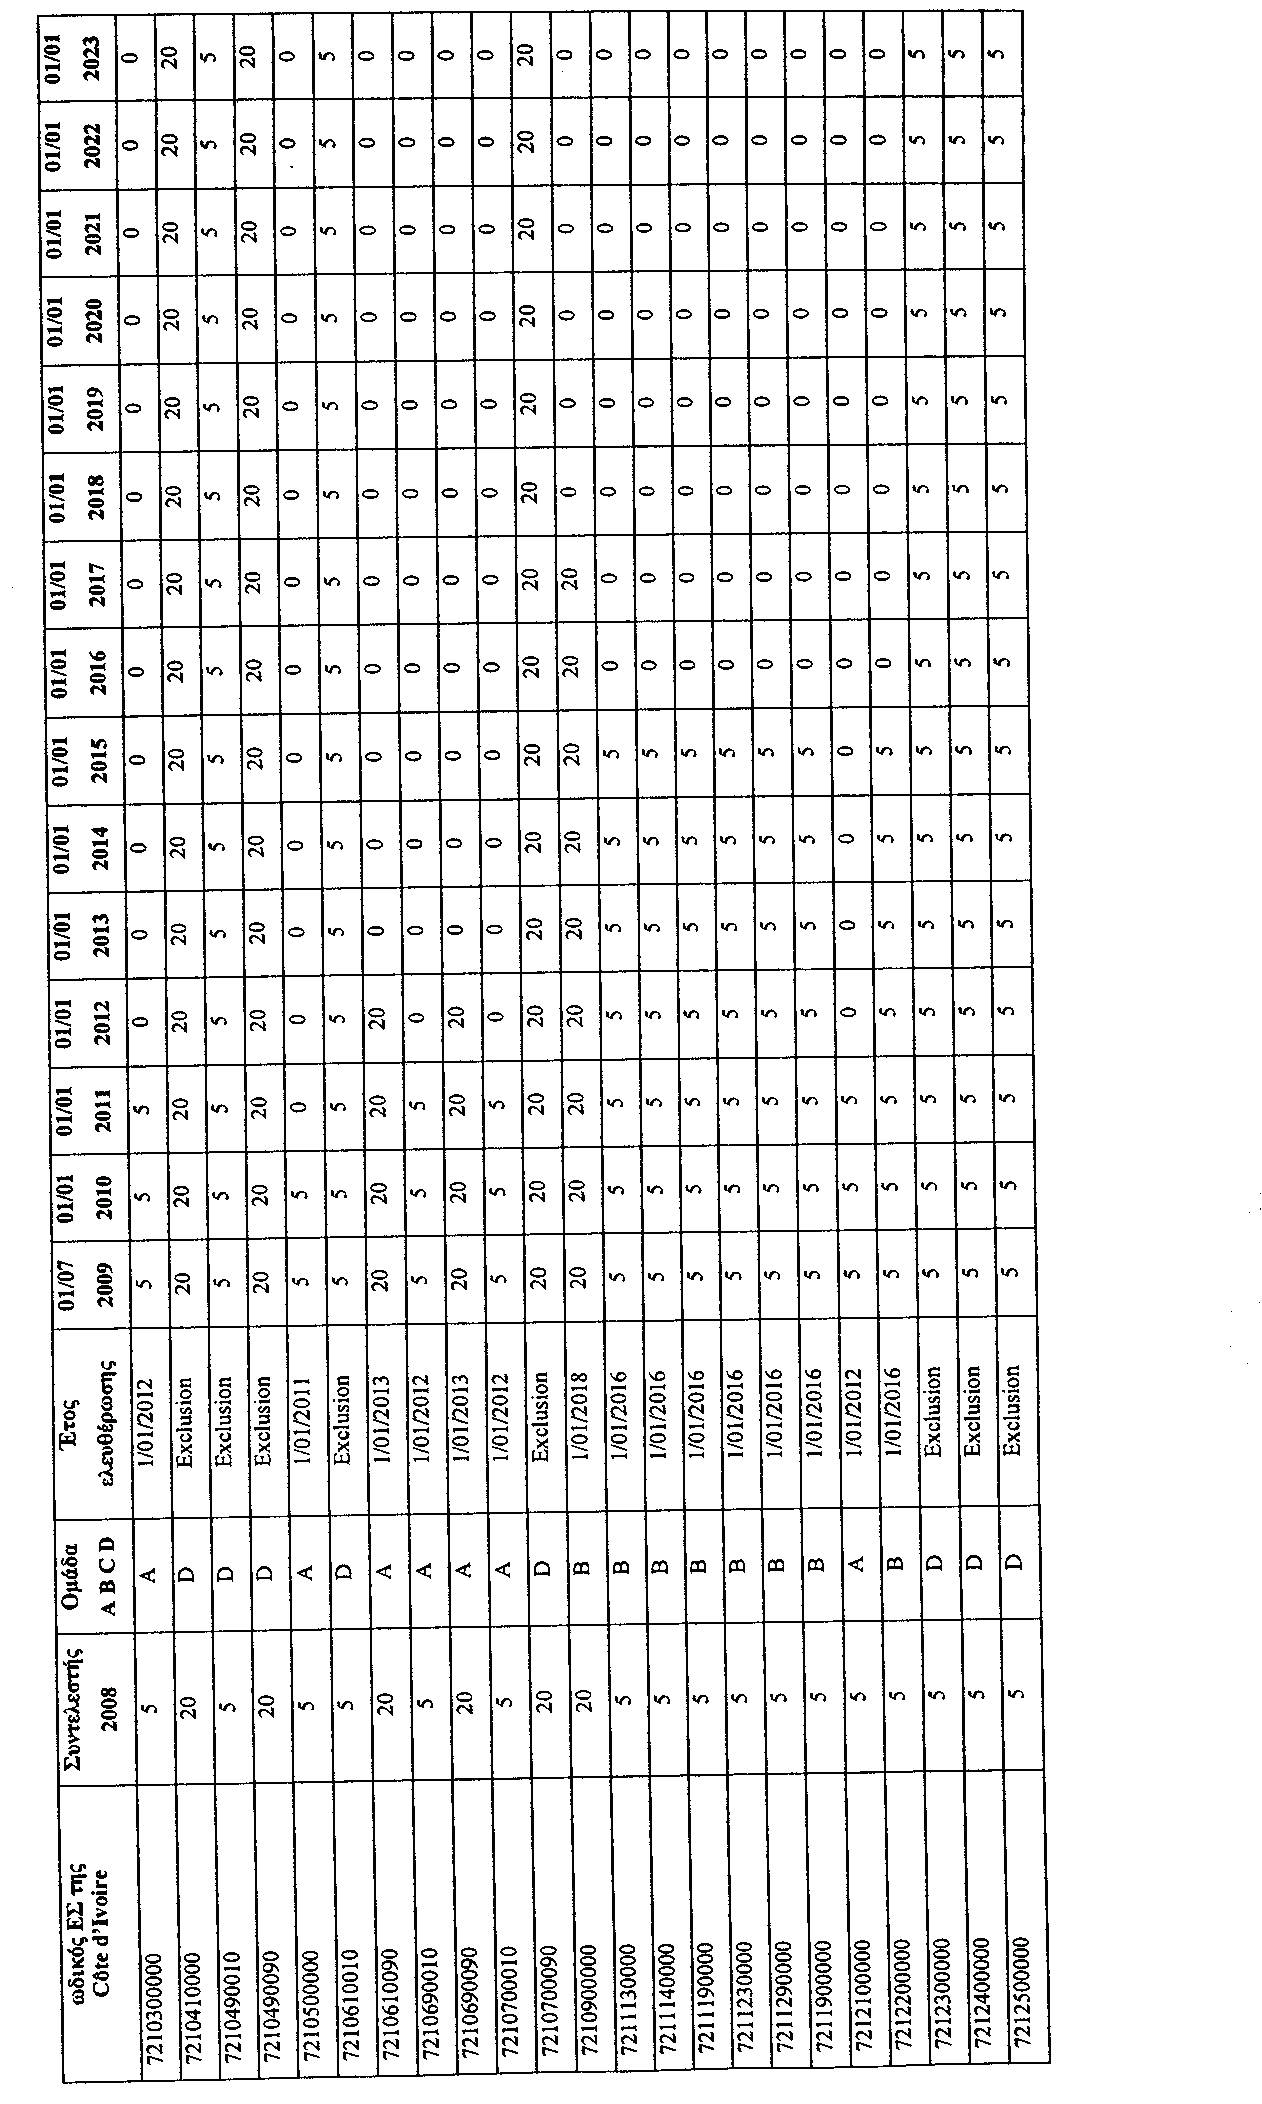 ωδικός ΕΣ της Côte d'Ivoire | Συντελεστής 2008 | Ομάδα A B C D | Έτος ελευθέρωσης | 01/07 2009 | 01/01 2010 | 01/01 2011 | 01/01 2012 | 01/01 2013 | 01/01 2014 | 01/01 2015 | 01/01 2016 | 01/01 2017 | 01/01 2018 | 01/01 2019 | 01/01 2020 | 01/01 2021 | 01/01 2022 | 01/01 2023
7210300000 5 A 1/01/2012 5 5 5 0 0 0 0 0 0 0 0 0 0 0 0
7210410000 20 D Exclusion 20 20 20 20 20 20 20 20 20 20 20 20 20 20 20
7210490010 5 D Exclusion 5 5 5 5 5 5 5 5 5 5 5 5 5 5 5
7210490090 20 D Exclusion 20 20 20 20 20 20 20 20 20 20 20 20 20 20 20
7210500000 5 A 1/01/2011 5 5 0 0 0 0 0 0 0 0 0 0 0 0 0
7210610010 5 D Exclusion 5 5 5 5 5 5 5 5 5 5 5 5 5 5 5
7210610090 20 A 1/01/2013 20 20 20 20 0 0 0 0 0 0 0 0 0 0 0
7210690010 5 A 1/01/2012 5 5 5 0 0 0 0 0 0 0 0 0 0 0 0
7210690090 20 A 1/01/2013 20 20 20 20 0 0 0 0 0 0 0 0 0 0 0
7210700010 5 A 1/01/2012 5 5 5 0 0 0 0 0 0 0 0 0 0 0 0
7210700090 20 D Exclusion 20 20 20 20 20 20 20 20 20 20 20 20 20 20 20
7210900000 20 B 1/01/2018 20 20 20 20 20 20 20 20 20 0 0 0 0 0 0
7211130000 5 B 1/01/2016 5 5 5 5 5 5 5 0 0 0 0 0 0 0 0
7211140000 5 B 1/01/2016 5 5 5 5 5 5 5 0 0 0 0 0 0 0 0
7211190000 5 B 1/01/2016 5 5 5 5 5 5 5 0 0 0 0 0 0 0 0
7211230000 5 B 1/01/2016 5 5 5 5 5 5 5 0 0 0 0 0 0 0 0
7211290000 5 B 1/01/2016 5 5 5 5 5 5 5 0 0 0 0 0 0 0 0
7211900000 5 B 1/01/2016 5 5 5 5 5 5 5 0 0 0 0 0 0 0 0
7212100000 5 A 1/01/2012 5 5 5 0 0 0 0 0 0 0 0 0 0 0 0
7212200000 5 B 1/01/2016 5 5 5 5 5 5 5 0 0 0 0 0 0 0 0
7212300000 5 D Exclusion 5 5 5 5 5 5 5 5 5 5 5 5 5 5 5
7212400000 5 D Exclusion 5 5 5 5 5 5 5 5 5 5 5 5 5 5 5
7212500000 5 D Exclusion 5 5 5 5 5 5 5 5 5 5 5 5 5 5 5